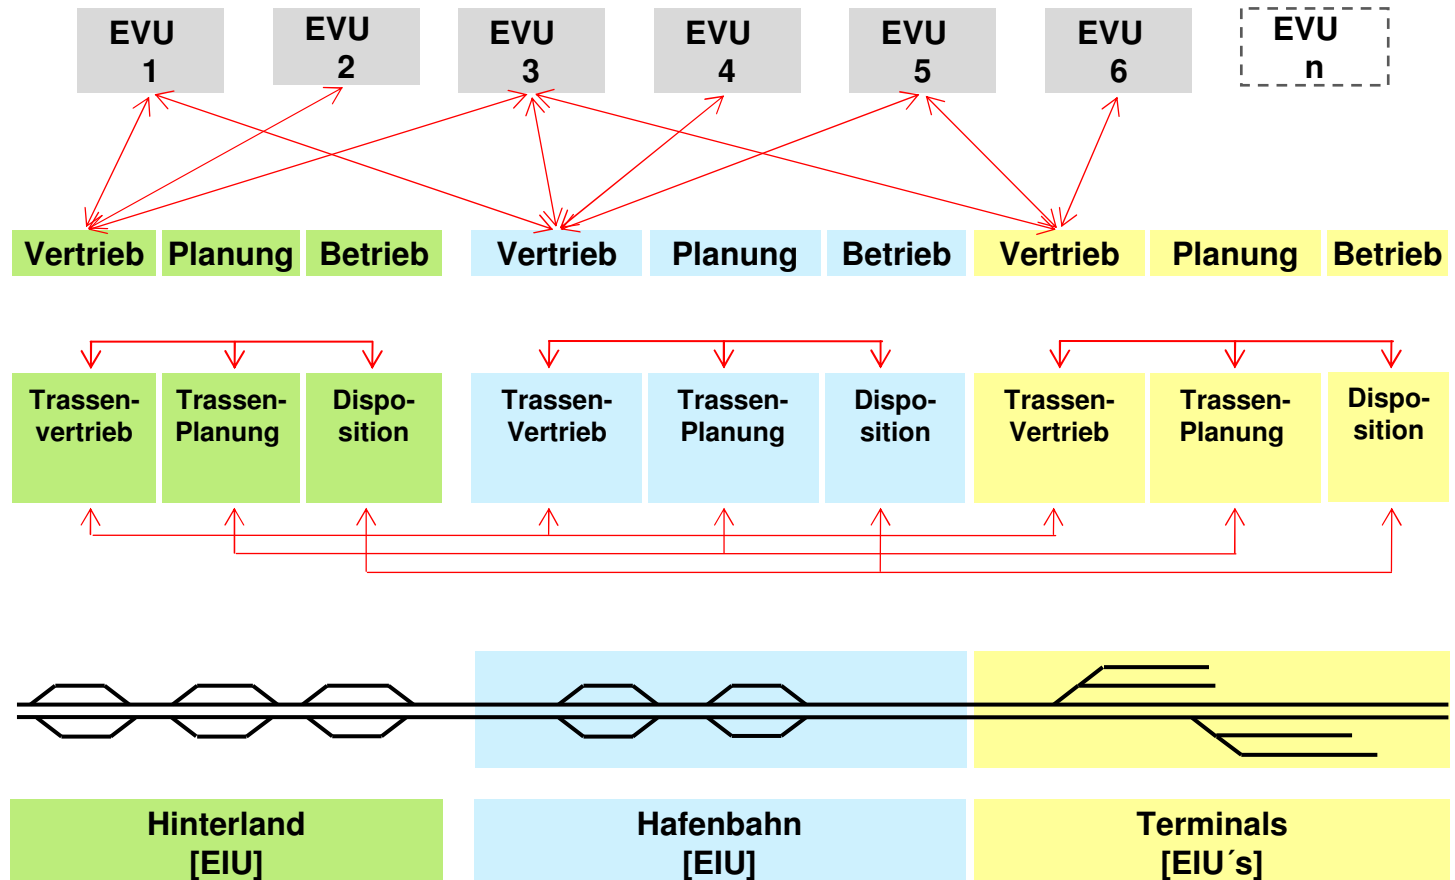 EVU
1
EVU
2
EVU
3
EVU
4
EVU
5
EVU
6
EVU
n
Vertrieb Planung Betrieb Vertrieb Planung Betrieb Vertrieb Planung Betrieb
Trassen-
vertrieb
Trassen-
Planung
Dispo-
sition
Trassen-
Vertrieb
Trassen-
Planung
Dispo-
sition
Trassen-
Vertrieb
Trassen-
Planung
Dispo-
sition
Hinterland
[EIU]
Hafenbahn
[EIU]
Terminals
[EIU´s]